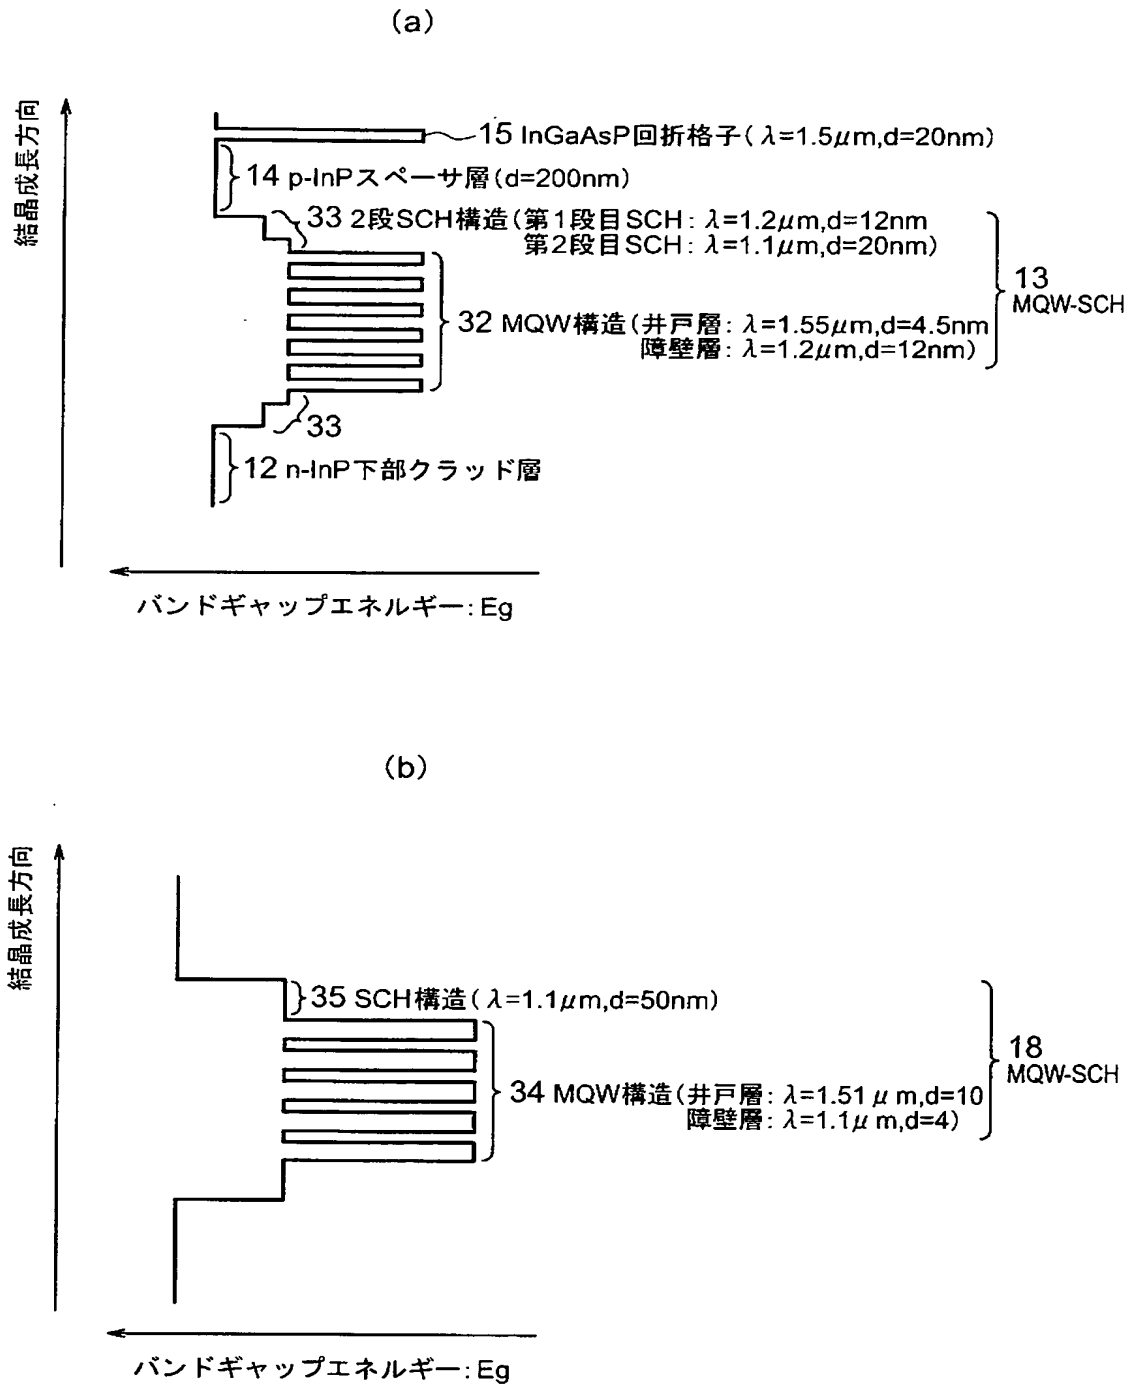 (a)
結晶成長方向
15 InGaAsP回折格子(λ=1.5μm,d=20nm)
14 p-InPスペーサ層(d=200nm)
33 2段SCH構造(第1段目SCH: λ=1.2μm,d=12nm
第2段目SCH: λ=1.1μm,d=20nm)
13
MQW-SCH
32 MQW構造(井戸層: λ=1.55μm,d=4.5nm
障壁層: λ=1.2μm,d=12nm)
33
12 n-InP下部クラッド層
バンドギャップエネルギー: Eg
(b)
結晶成長方向
35 SCH構造(λ=1.1μm,d=50nm)
18
MQW-SCH
34 MQW構造(井戸層: λ=1.51μm,d=10
障壁層: λ=1.1μm,d=4)
バンドギャップエネルギー: Eg